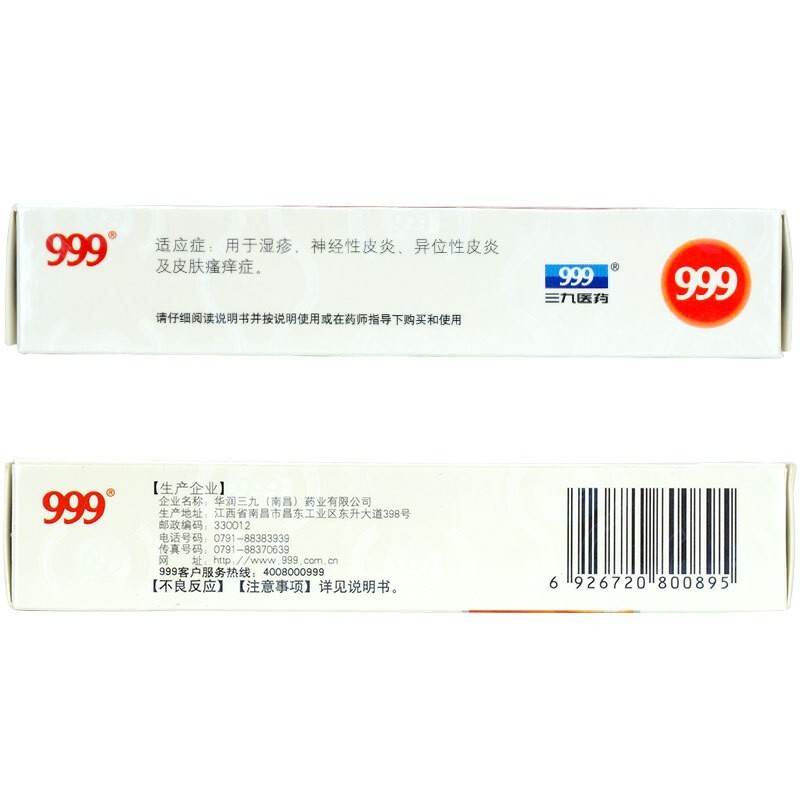 999®
适应症：用于湿疹、神经性皮炎、异位性皮炎
及皮肤瘙痒症。
请仔细阅读说明书并按说明使用或在药师指导下购买和使用
999®
三九医药
999
999®
【生产企业】
企业名称：华润三九（南昌）药业有限公司
生产地址：江西省南昌市昌东工业区东升大道398号
邮政编码：330012
电话号码：0791-88383939
传真号码：0791-88370639
网 址：http://www.999.com.cn
999客户服务热线：4008000999
【不良反应】【注意事项】详见说明书。
6 926720 800895